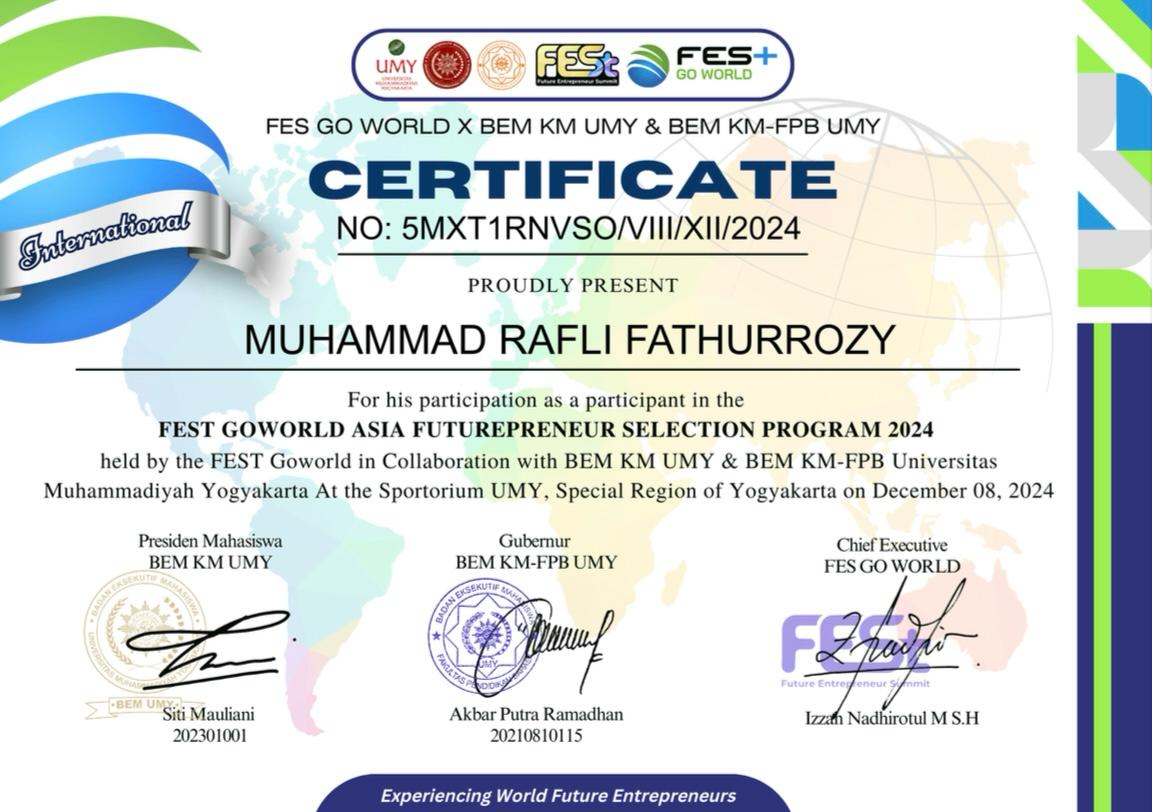 UMY
UNIVERSITAS
MUHAMMADIYAH
YOGYAKARTA
FESt
Future Entrepreneur Summit
FES+
GO WORLD
FES GO WORLD X BEM KM UMY & BEM KM-FPB UMY
CERTIFICATE
International
NO: 5MXT1RNVSO/VIII/XII/2024
PROUDLY PRESENT
MUHAMMAD RAFLI FATHURROZY
For his participation as a participant in the
FEST GOWORLD ASIA FUTUREPRENEUR SELECTION PROGRAM 2024
held by the FEST Goworld in Collaboration with BEM KM UMY & BEM KM-FPB Universitas
Muhammadiyah Yogyakarta At the Sportorium UMY, Special Region of Yogyakarta on December 08, 2024
Presiden Mahasiswa
BEM KM UMY
BADAN EKSEKUTIF MAHASISWA
UNIVERSITAS MUHAMMADIYAH
BEM UMY
Siti Mauliani
202301001
Gubernur
BEM KM-FPB UMY
BADAN EKSEKUTIF
FAKULTAS PENDIDIKAN
UMY
Akbar Putra Ramadhan
20210810115
Chief Executive
FES GO WORLD
FESt
Future Entrepreneur Summit
Izzah Nadhirotul M S.H
Experiencing World Future Entrepreneurs